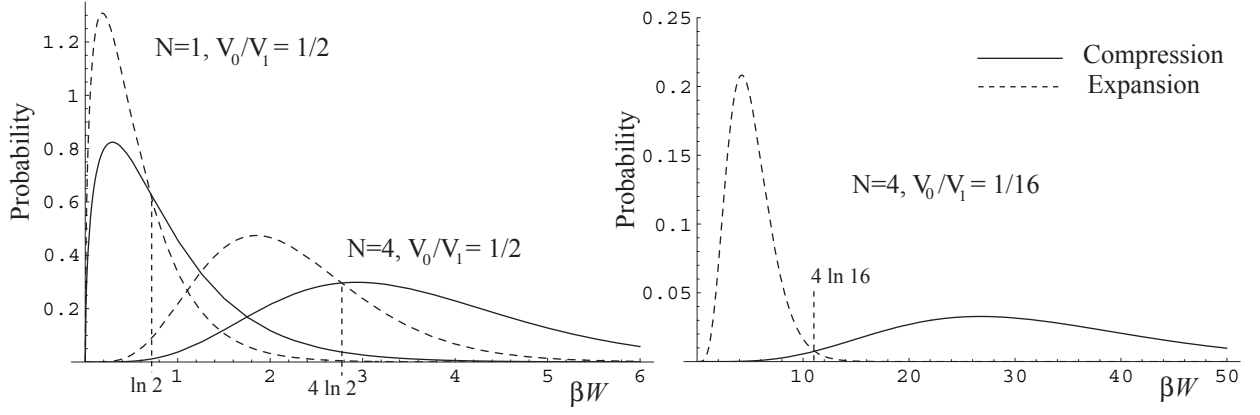 Probability
1.2
1
0.8
0.6
0.4
0.2
N=1, V₀/V₁ = 1/2
N=4, V₀/V₁ = 1/2
ln 2
1
2
4 ln 2
3
4
5
6
βW
Probability
0.25
0.2
0.15
0.1
0.05
Compression
Expansion
N=4, V₀/V₁ = 1/16
4 ln 16
10
20
30
40
50
βW